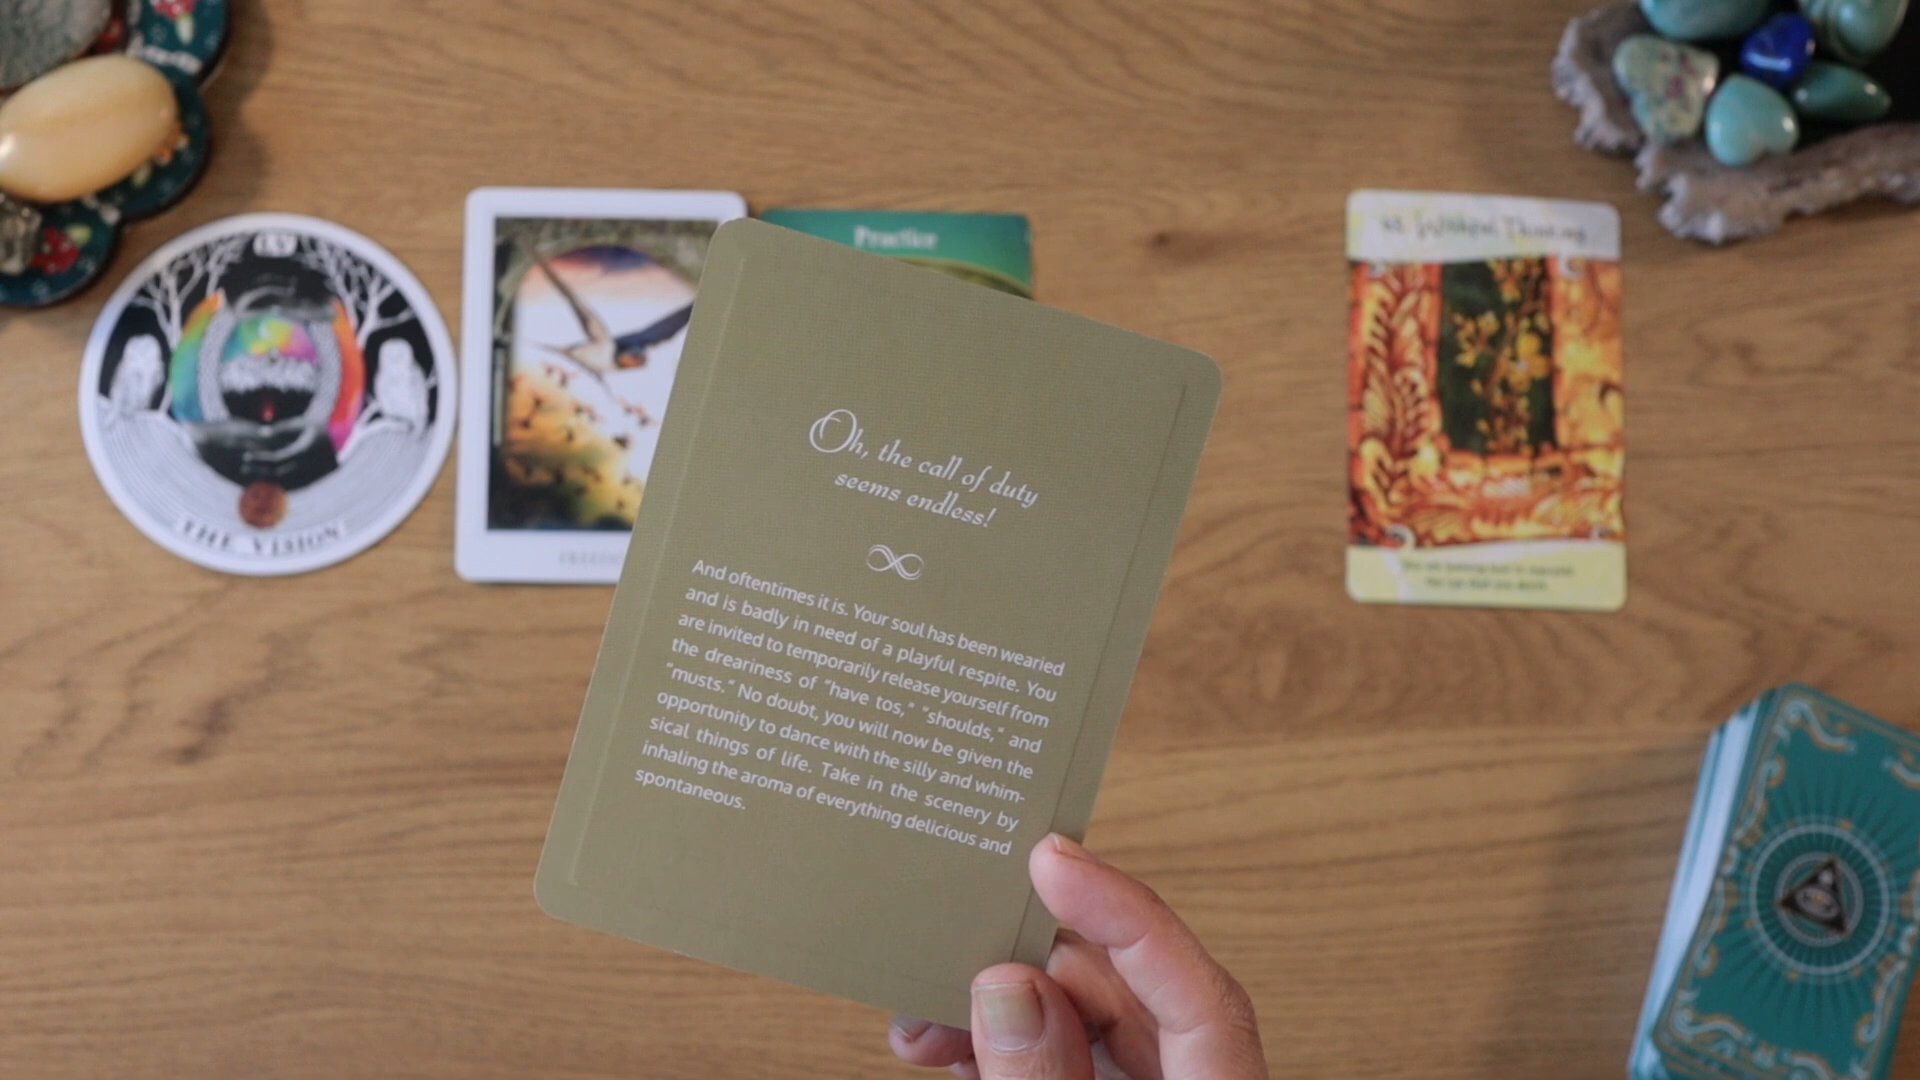 LV
THE VISION
Practice
Oh, the call of duty
seems endless!
And oftentimes it is. Your soul has been wearied
and is badly in need of a playful respite. You
are invited to temporarily release yourself from
the dreariness of "have tos," "shoulds," and
"musts." No doubt, you will now be given the
opportunity to dance with the silly and whim-
sical things of life. Take in the scenery by
inhaling the aroma of everything delicious and
spontaneous.
Wishful Thinking